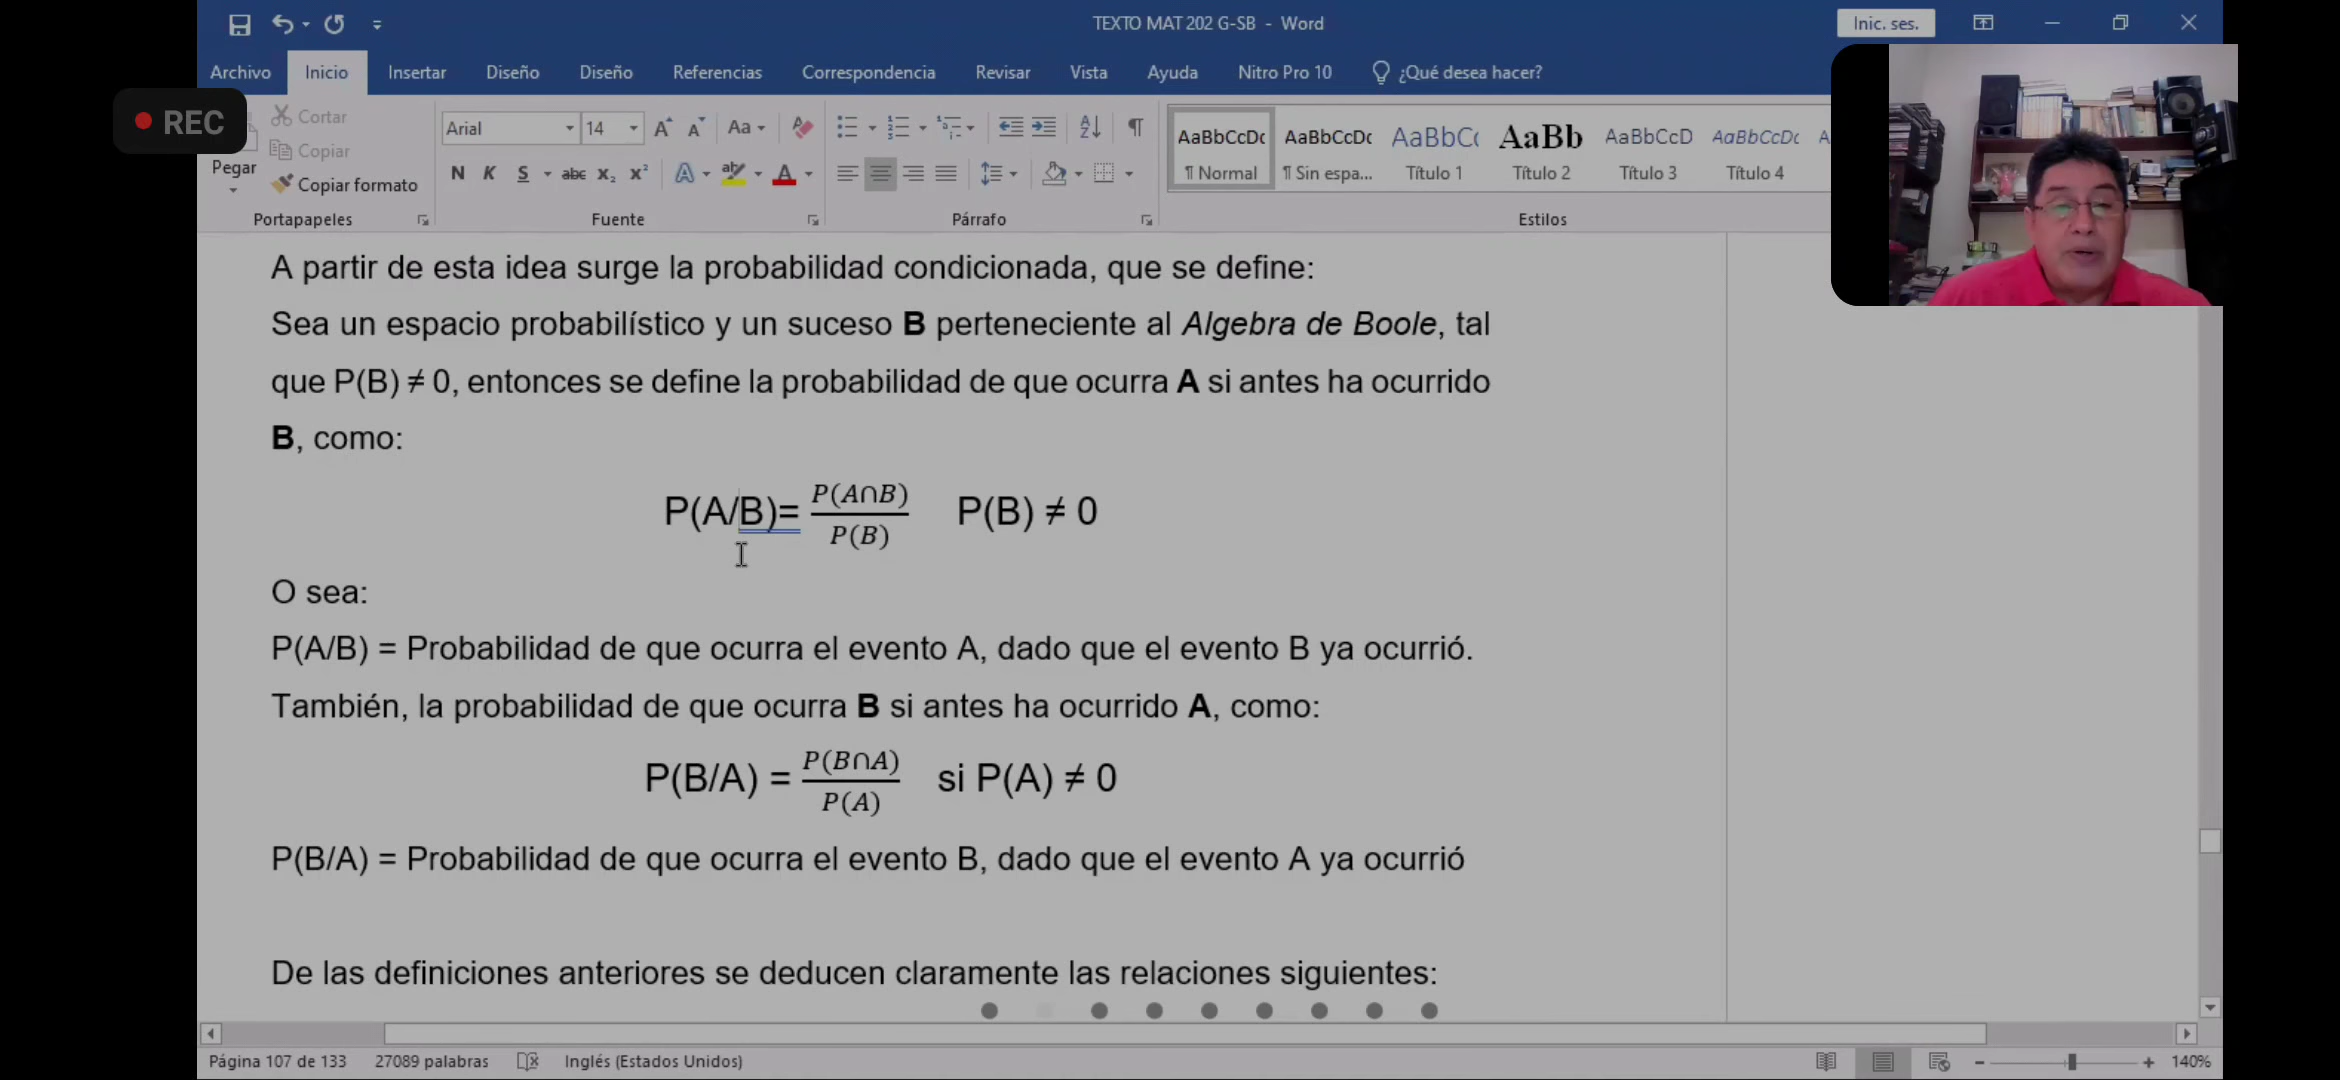 TEXTO MAT 202 G-SB - Word
Inic. ses.
Archivo Inicio Insertar Diseño Diseño Referencias Correspondencia Revisar Vista Ayuda Nitro Pro 10 ¿Qué desea hacer?
REC
Cortar
Copiar
Pegar
Copiar formato
Portapapeles
Arial 14
Aa
N K S abc x₂ x²
A
Fuente
Párrafo
AaBbCcDc AaBbCcDc AaBbC( AaBb AaBbCcD AaBbCcDc
¶ Normal ¶ Sin espa... Título 1 Título 2 Título 3 Título 4
Estilos
A partir de esta idea surge la probabilidad condicionada, que se define:
Sea un espacio probabilístico y un suceso B perteneciente al Algebra de Boole, tal
que P(B) ≠ 0, entonces se define la probabilidad de que ocurra A si antes ha ocurrido
B, como:
P(A/B)= P(A∩B)/P(B) P(B) ≠ 0
O sea:
P(A/B) = Probabilidad de que ocurra el evento A, dado que el evento B ya ocurrió.
También, la probabilidad de que ocurra B si antes ha ocurrido A, como:
P(B/A) = P(B∩A)/P(A) si P(A) ≠ 0
P(B/A) = Probabilidad de que ocurra el evento B, dado que el evento A ya ocurrió
De las definiciones anteriores se deducen claramente las relaciones siguientes:
Página 107 de 133 27089 palabras Inglés (Estados Unidos) 140%